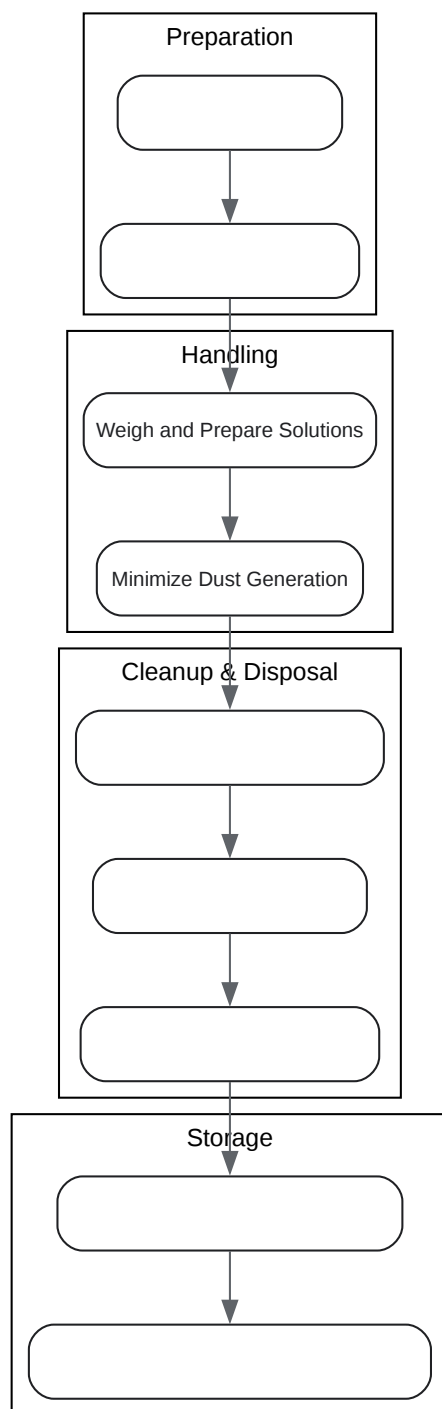 Preparation
Handling
Weigh and Prepare Solutions
Minimize Dust Generation
Cleanup & Disposal
Storage